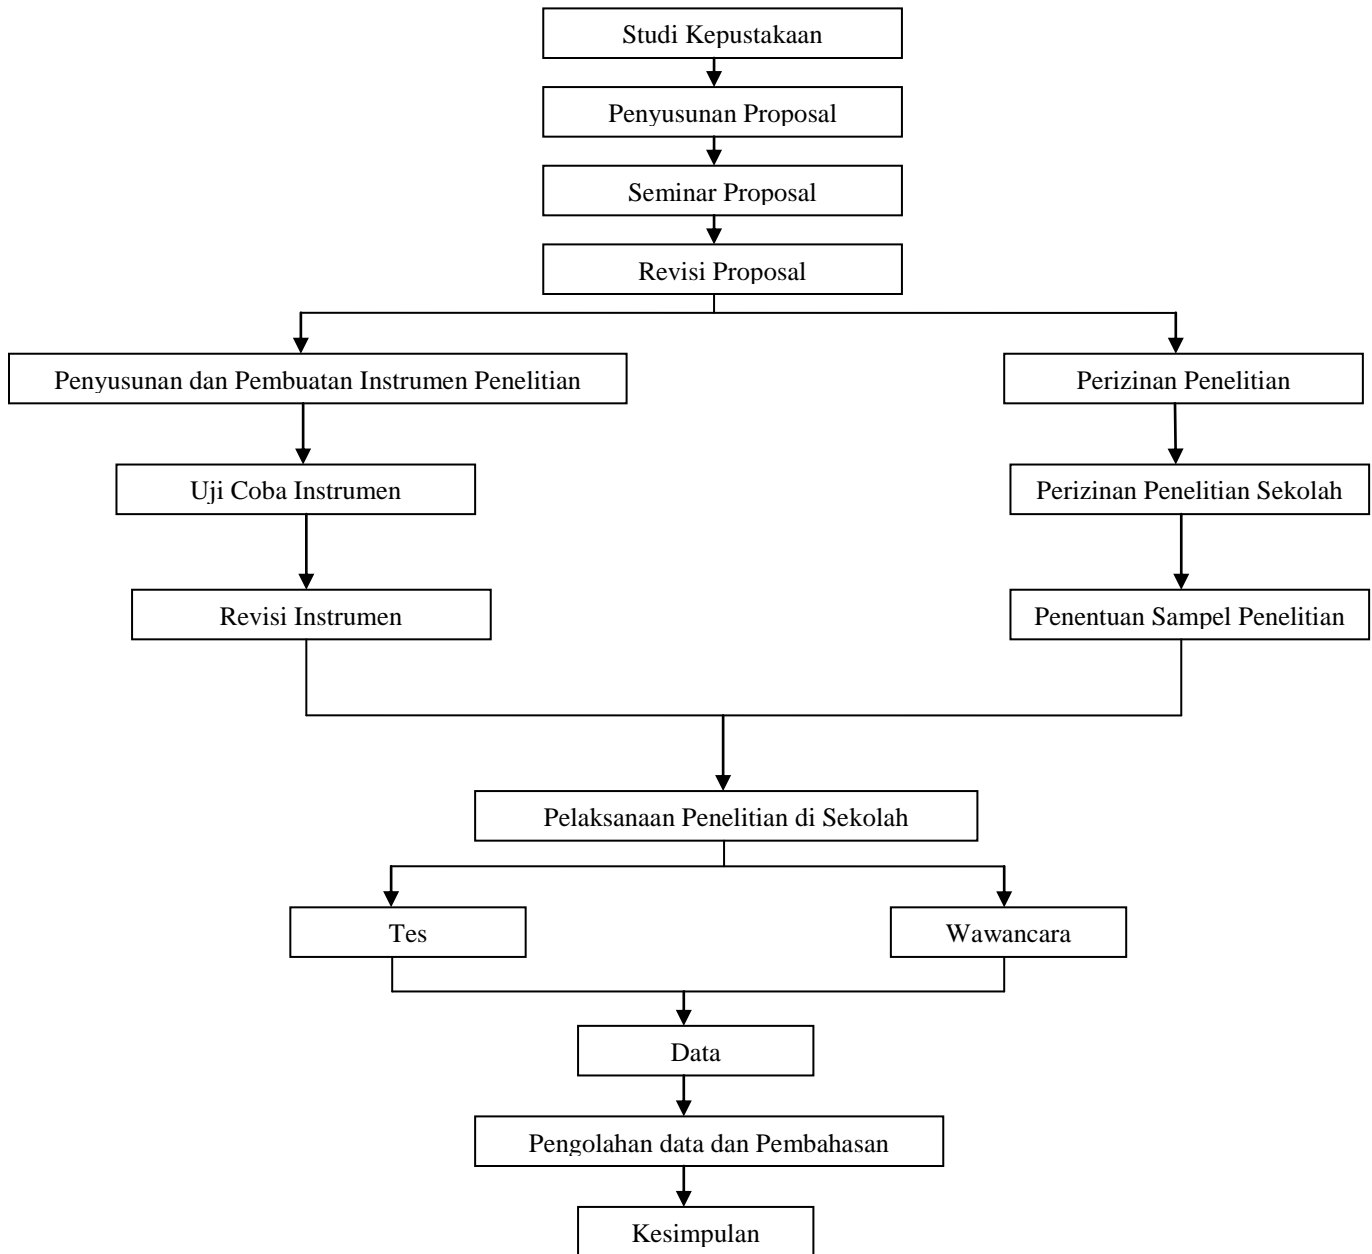 Studi Kepustakaan
Penyusunan Proposal
Seminar Proposal
Revisi Proposal
Penyusunan dan Pembuatan Instrumen Penelitian
Perizinan Penelitian
Uji Coba Instrumen
Perizinan Penelitian Sekolah
Revisi Instrumen
Penentuan Sampel Penelitian
Pelaksanaan Penelitian di Sekolah
Tes
Wawancara
Data
Pengolahan data dan Pembahasan
Kesimpulan